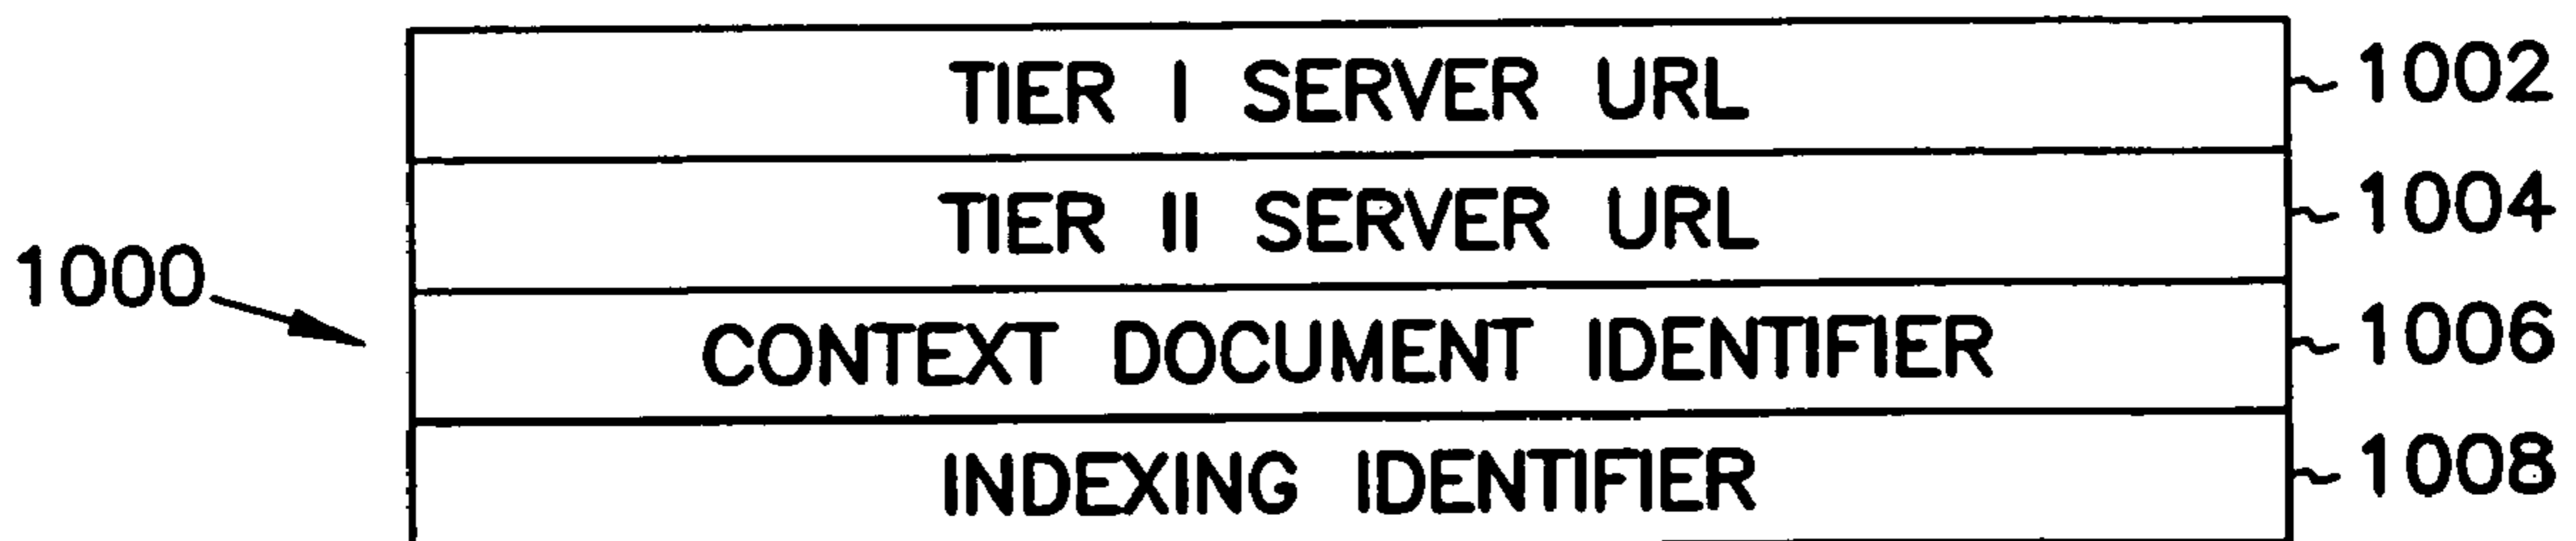 TIER I SERVER URL 1002
TIER II SERVER URL 1004
1000
CONTEXT DOCUMENT IDENTIFIER 1006
INDEXING IDENTIFIER 1008